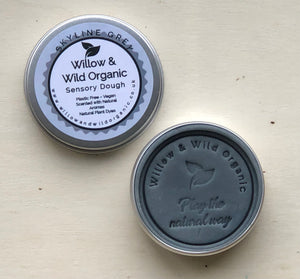 SKYLINE GREY
Willow &
Wild Organic
Sensory Dough
Plastic Free - Vegan
Scented with Natural
Aromas
Natural Plant Dyes
www.willowandwildorganic.co.uk
Willow & Wild Organic
Play the
natural way